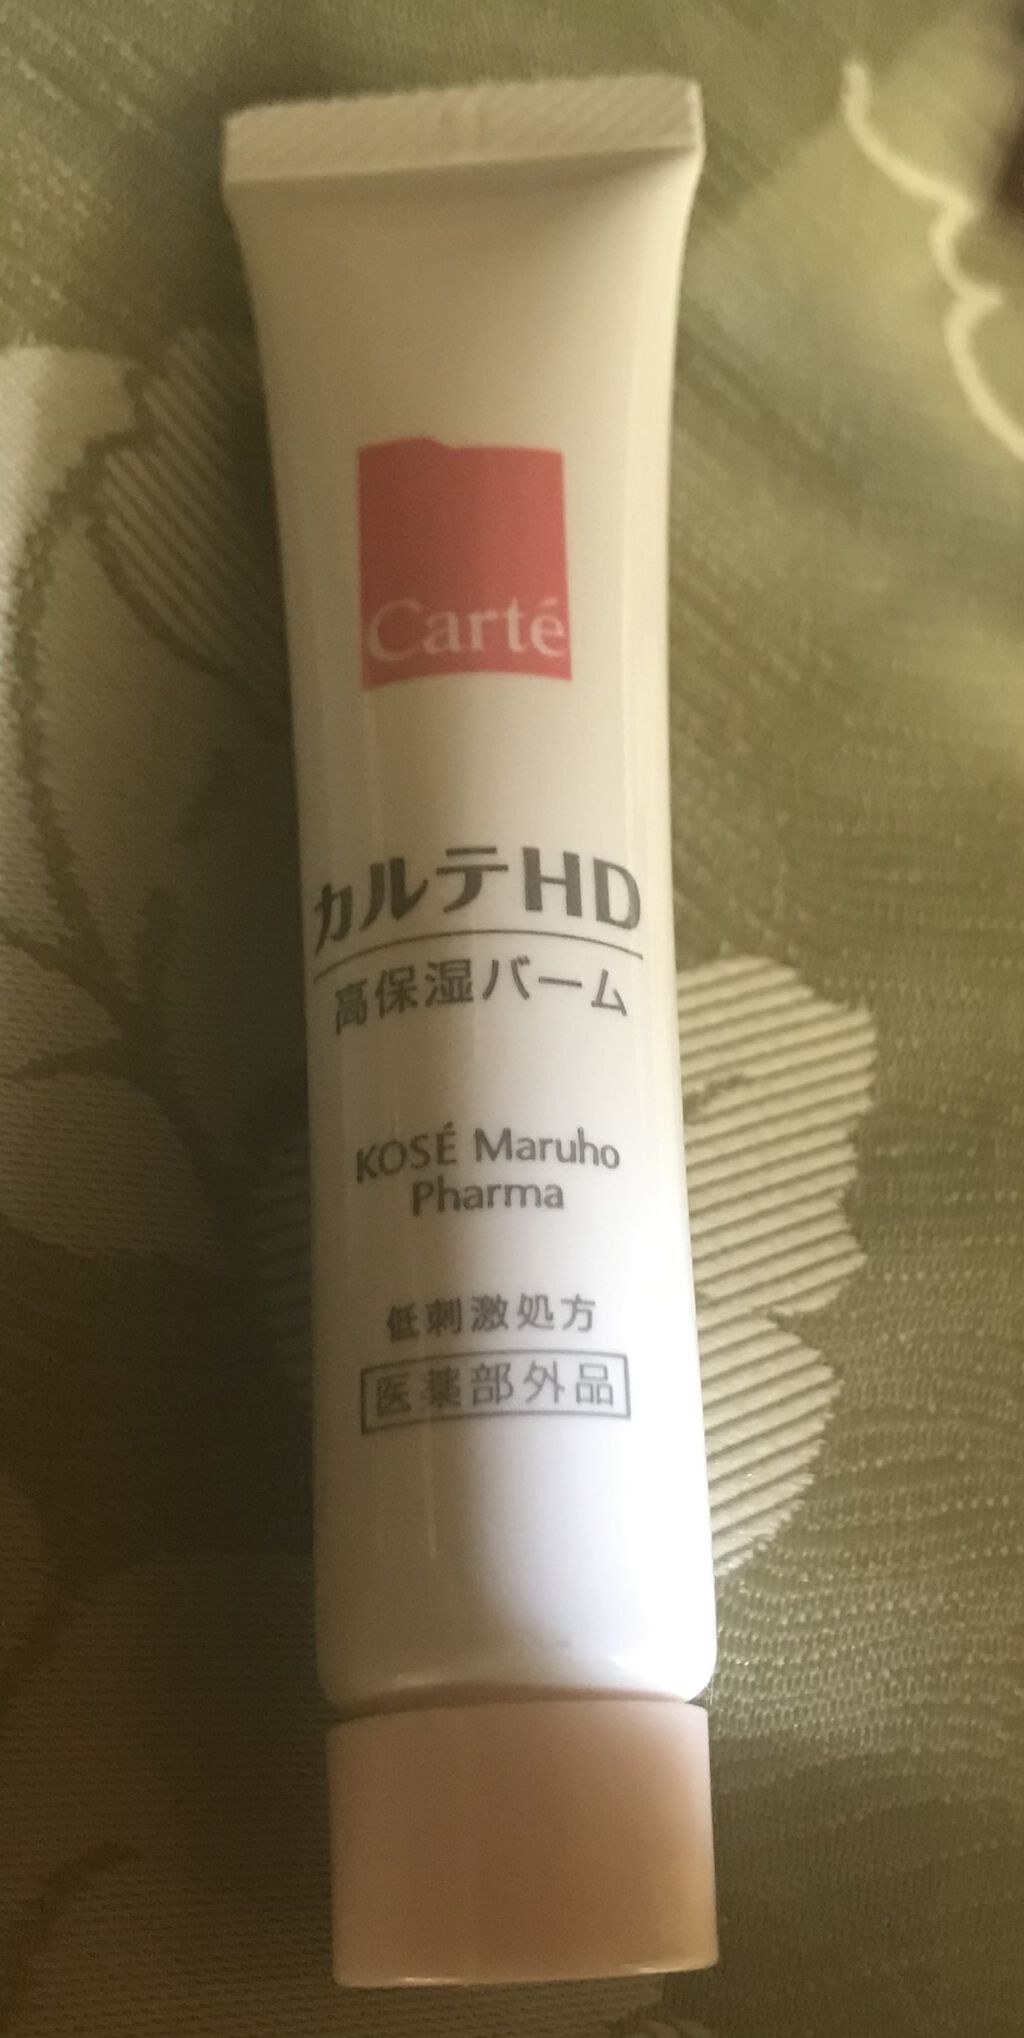 Carté
カルテHD
高保湿バーム
KOSÉ Maruho
Pharma
低刺激処方
医薬部外品